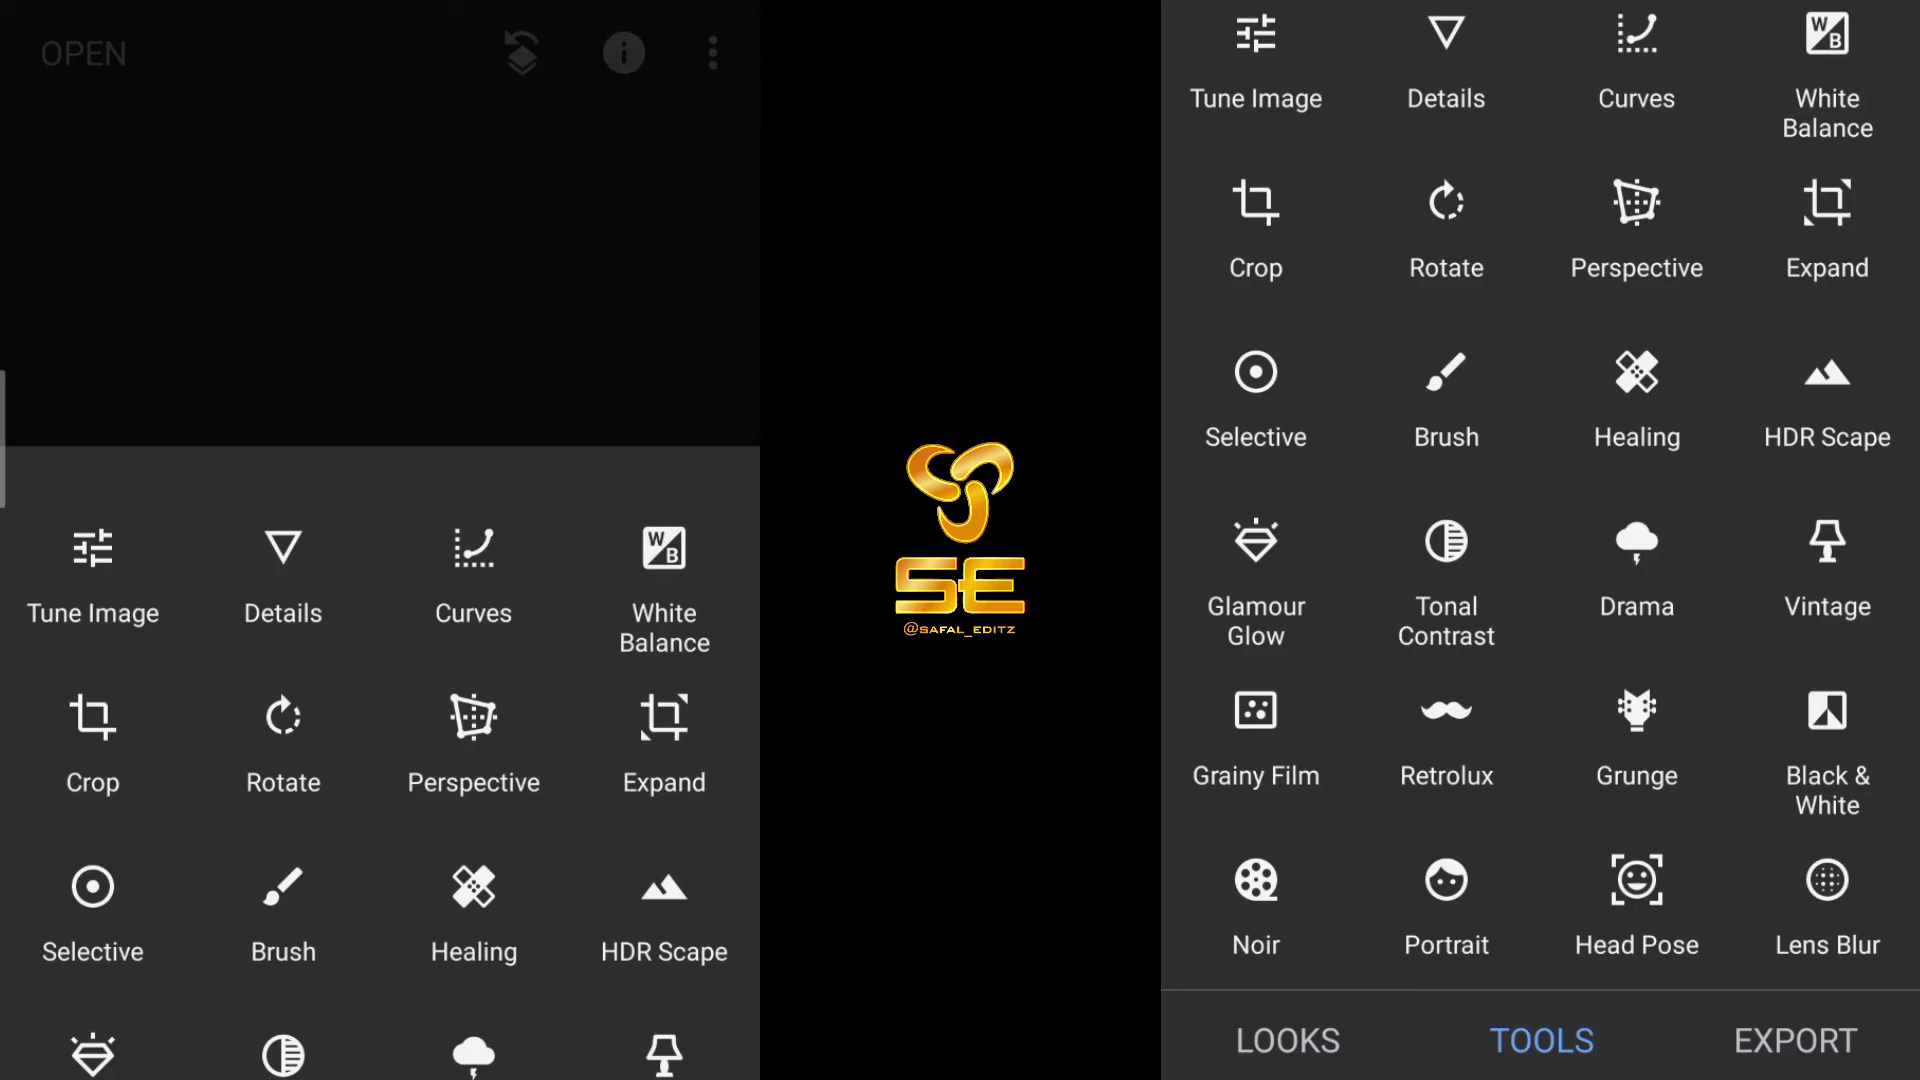 OPEN
Tune Image
Details
Curves
W
B
White
Balance
Crop
Rotate
Perspective
Expand
Selective
Brush
Healing
HDR Scape
SE
@SAFAL_EDITZ
Tune Image
Details
Curves
W
B
White
Balance
Crop
Rotate
Perspective
Expand
Selective
Brush
Healing
HDR Scape
Glamour
Glow
Tonal
Contrast
Drama
Vintage
Grainy Film
Retrolux
Grunge
Black &
White
Noir
Portrait
Head Pose
Lens Blur
LOOKS
TOOLS
EXPORT